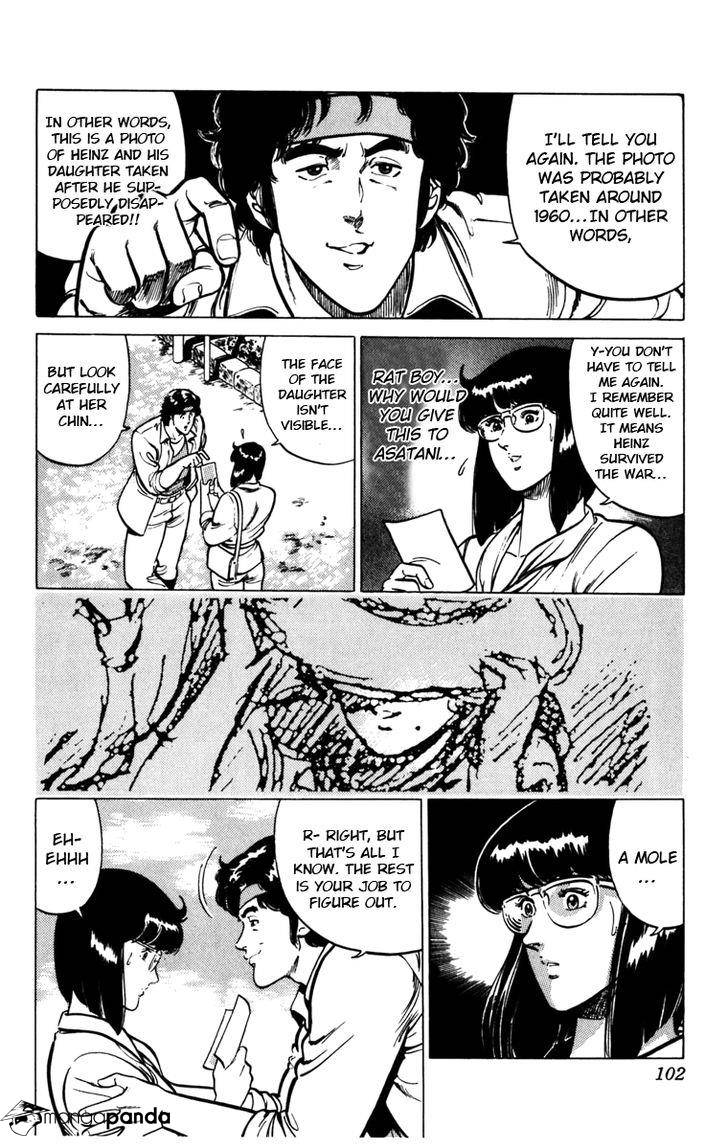 I'LL TELL YOU
AGAIN. THE PHOTO
WAS PROBABLY
TAKEN AROUND
1960...IN OTHER
WORDS,
IN OTHER WORDS,
THIS IS A PHOTO
OF HEINZ AND HIS
DAUGHTER TAKEN
AFTER HE SUP-
POSEDLY DISAP-
PEARED!!
Y-YOU DON'T
HAVE TO TELL
ME AGAIN.
I REMEMBER
QUITE WELL.
IT MEANS
HEINZ
SURVIVED
THE WAR...
RAT BOY...
WHY WOULD
YOU GIVE
THIS TO
ASATANI...
THE FACE
OF THE
DAUGHTER
ISN'T
VISIBLE...
BUT LOOK
CAREFULLY
AT HER
CHIN...
A MOLE
...
R- RIGHT, BUT
THAT'S ALL I
KNOW. THE REST
IS YOUR JOB TO
FIGURE OUT.
EH-
EHHH
...
102
mangapanda